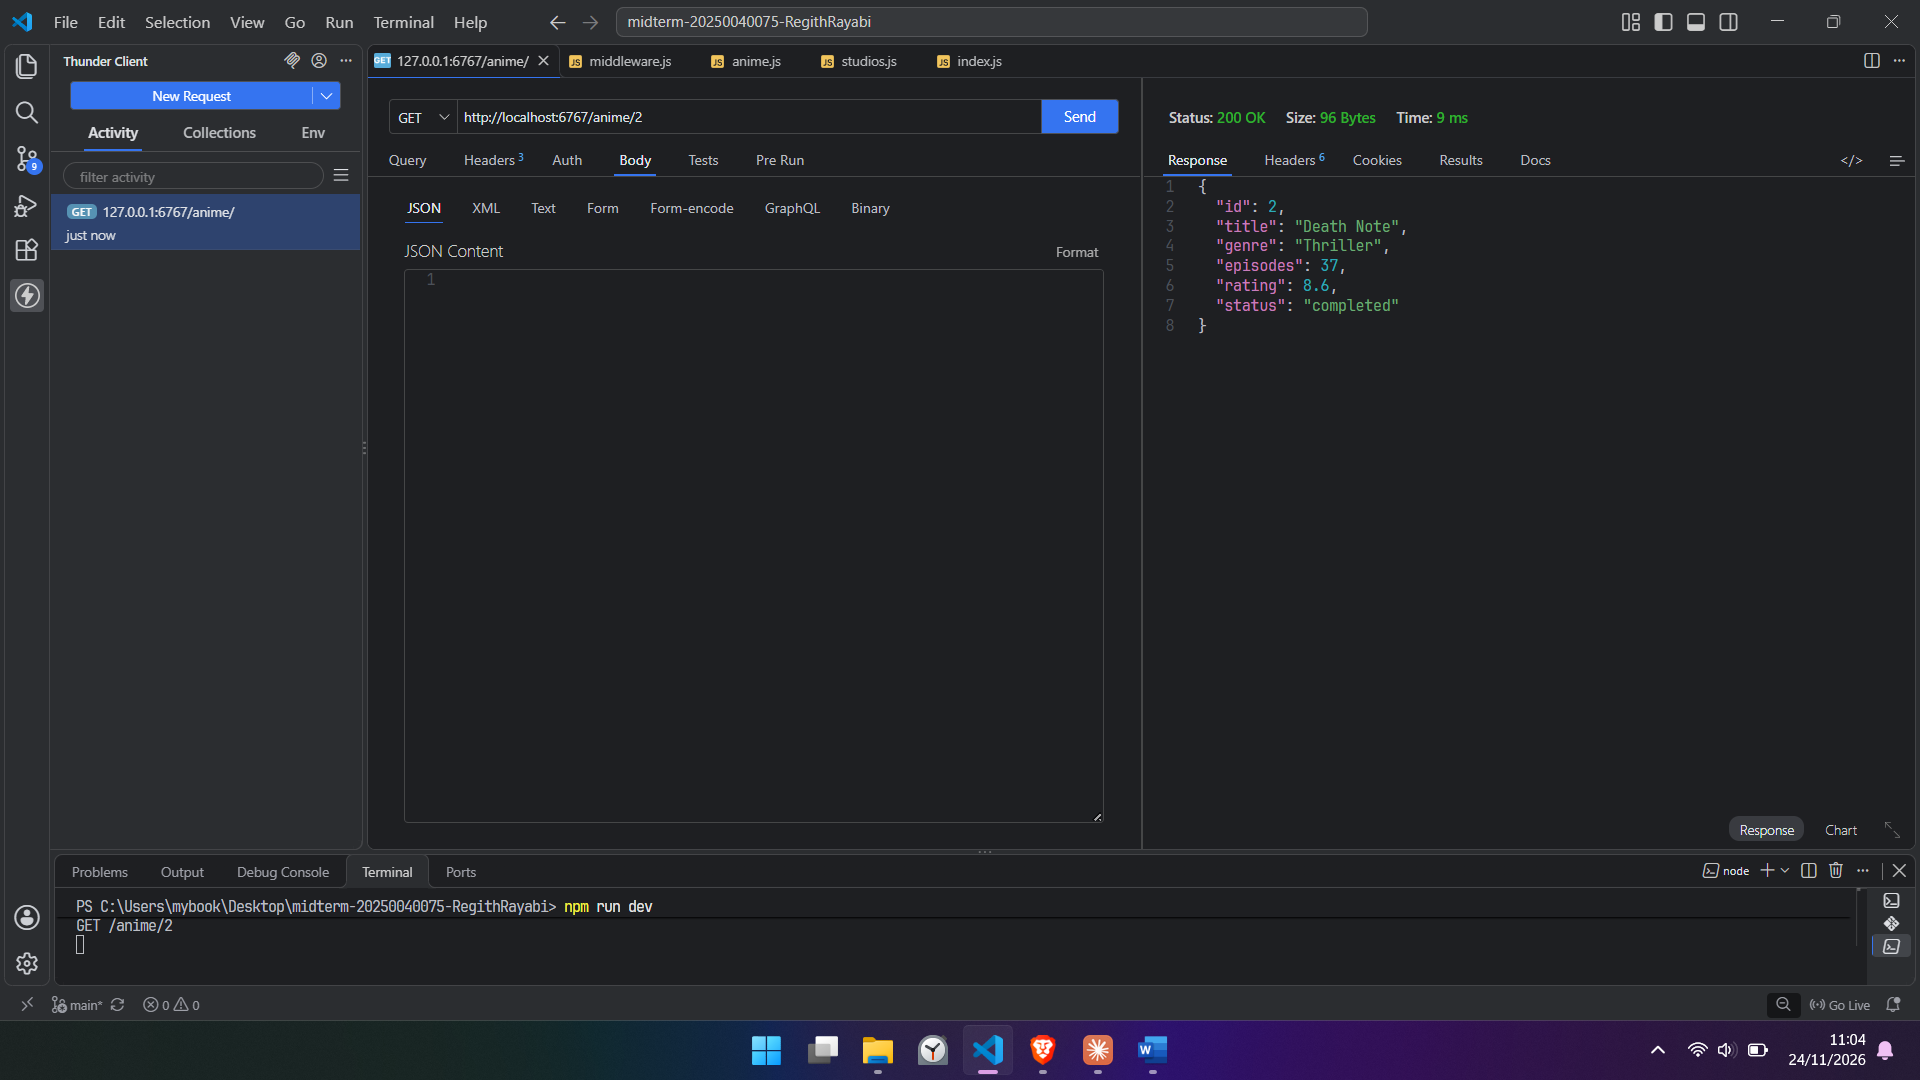 File Edit Selection View Go Run Terminal Help
midterm-20250040075-RegithRayabi
Thunder Client
New Request
Activity Collections Env
filter activity
GET 127.0.0.1:6767/anime/
just now
9
GET 127.0.0.1:6767/anime/
JS middleware.js
JS anime.js
JS studios.js
JS index.js
GET http://localhost:6767/anime/2 Send
Query Headers 3 Auth Body Tests Pre Run
JSON XML Text Form Form-encode GraphQL Binary
JSON Content Format
1
Status: 200 OK Size: 96 Bytes Time: 9 ms
Response Headers 6 Cookies Results Docs </>
1 {
2 "id": 2,
3 "title": "Death Note",
4 "genre": "Thriller",
5 "episodes": 37,
6 "rating": 8.6,
7 "status": "completed"
8 }
Response Chart
Problems Output Debug Console Terminal Ports
node
PS C:\Users\mybook\Desktop\midterm-20250040075-RegithRayabi> npm run dev
GET /anime/2
main* 0 0
Go Live
W
11:04
24/11/2026